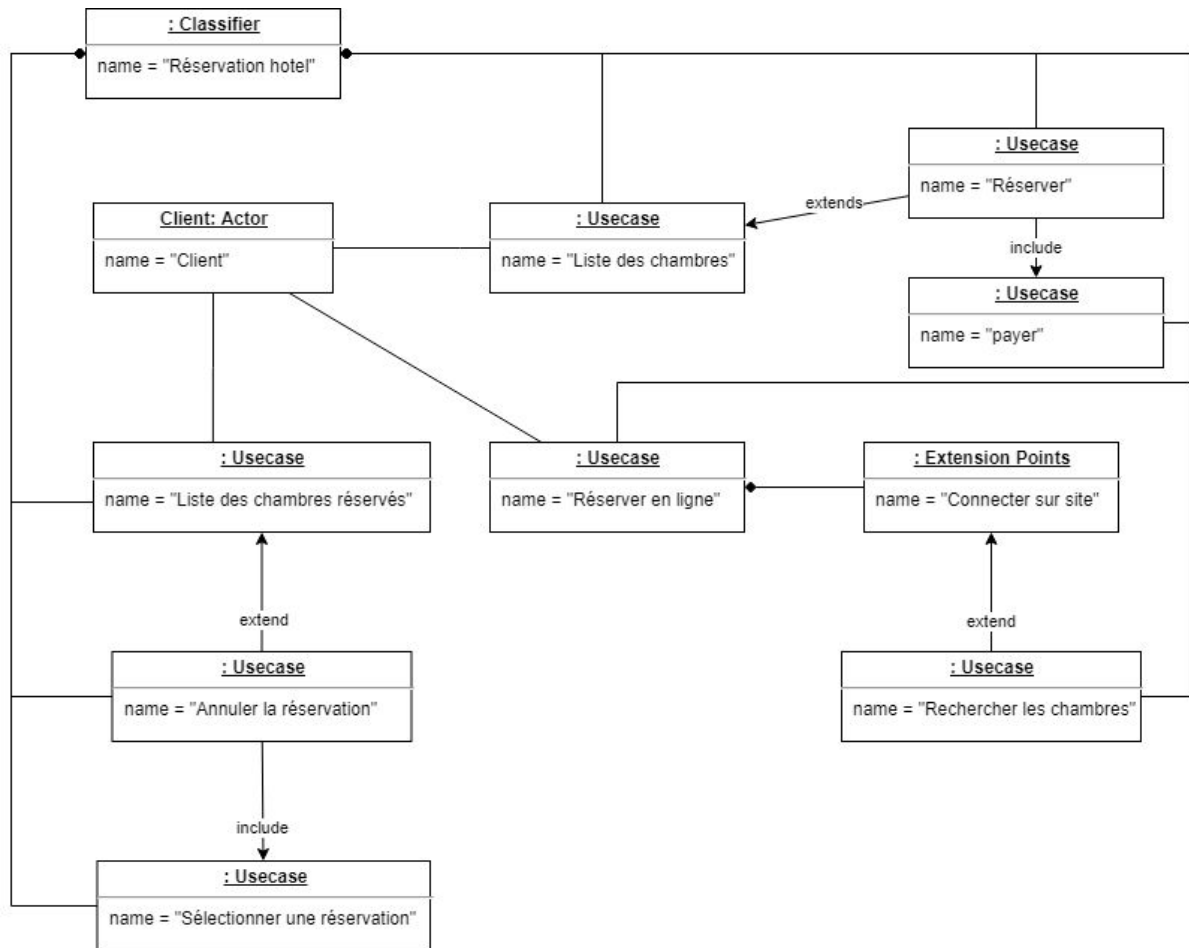 : Classifier
name = "Réservation hotel"
: Usecase
name = "Réserver"
extends
Client: Actor
name = "Client"
: Usecase
name = "Liste des chambres"
include
: Usecase
name = "payer"
: Usecase
name = "Liste des chambres réservés"
: Usecase
name = "Réserver en ligne"
: Extension Points
name = "Connecter sur site"
extend
extend
: Usecase
name = "Annuler la réservation"
: Usecase
name = "Rechercher les chambres"
include
: Usecase
name = "Sélectionner une réservation"